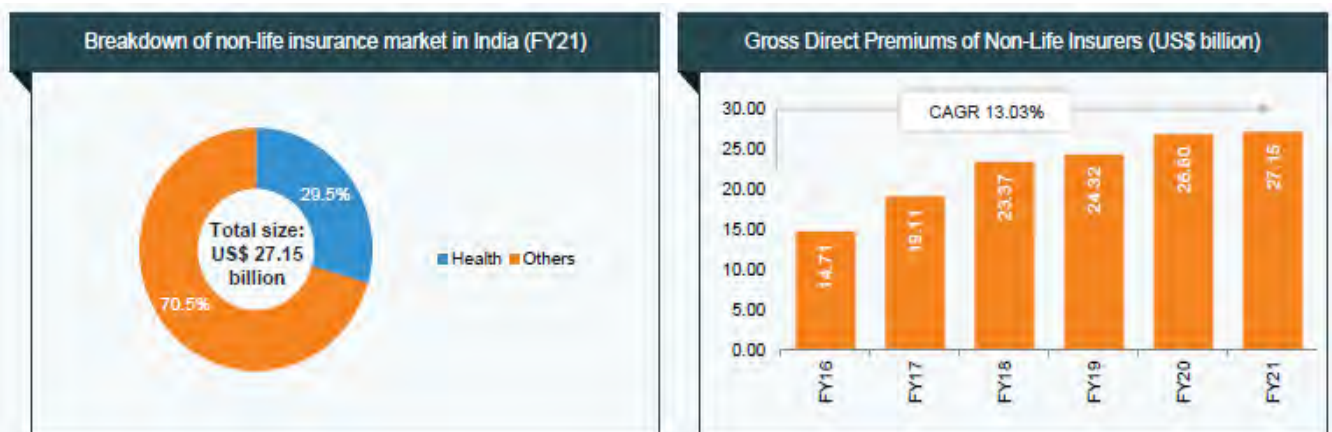 Breakdown of non-life insurance market in India (FY21)
29.5%
Total size:
US$ 27.15
billion
70.5%
Health Others
Gross Direct Premiums of Non-Life Insurers (US$ billion)
CAGR 13.03%
30.00
25.00
20.00
15.00
10.00
5.00
0.00
14.71
19.11
23.37
24.32
26.80
27.15
FY16
FY17
FY18
FY19
FY20
FY21